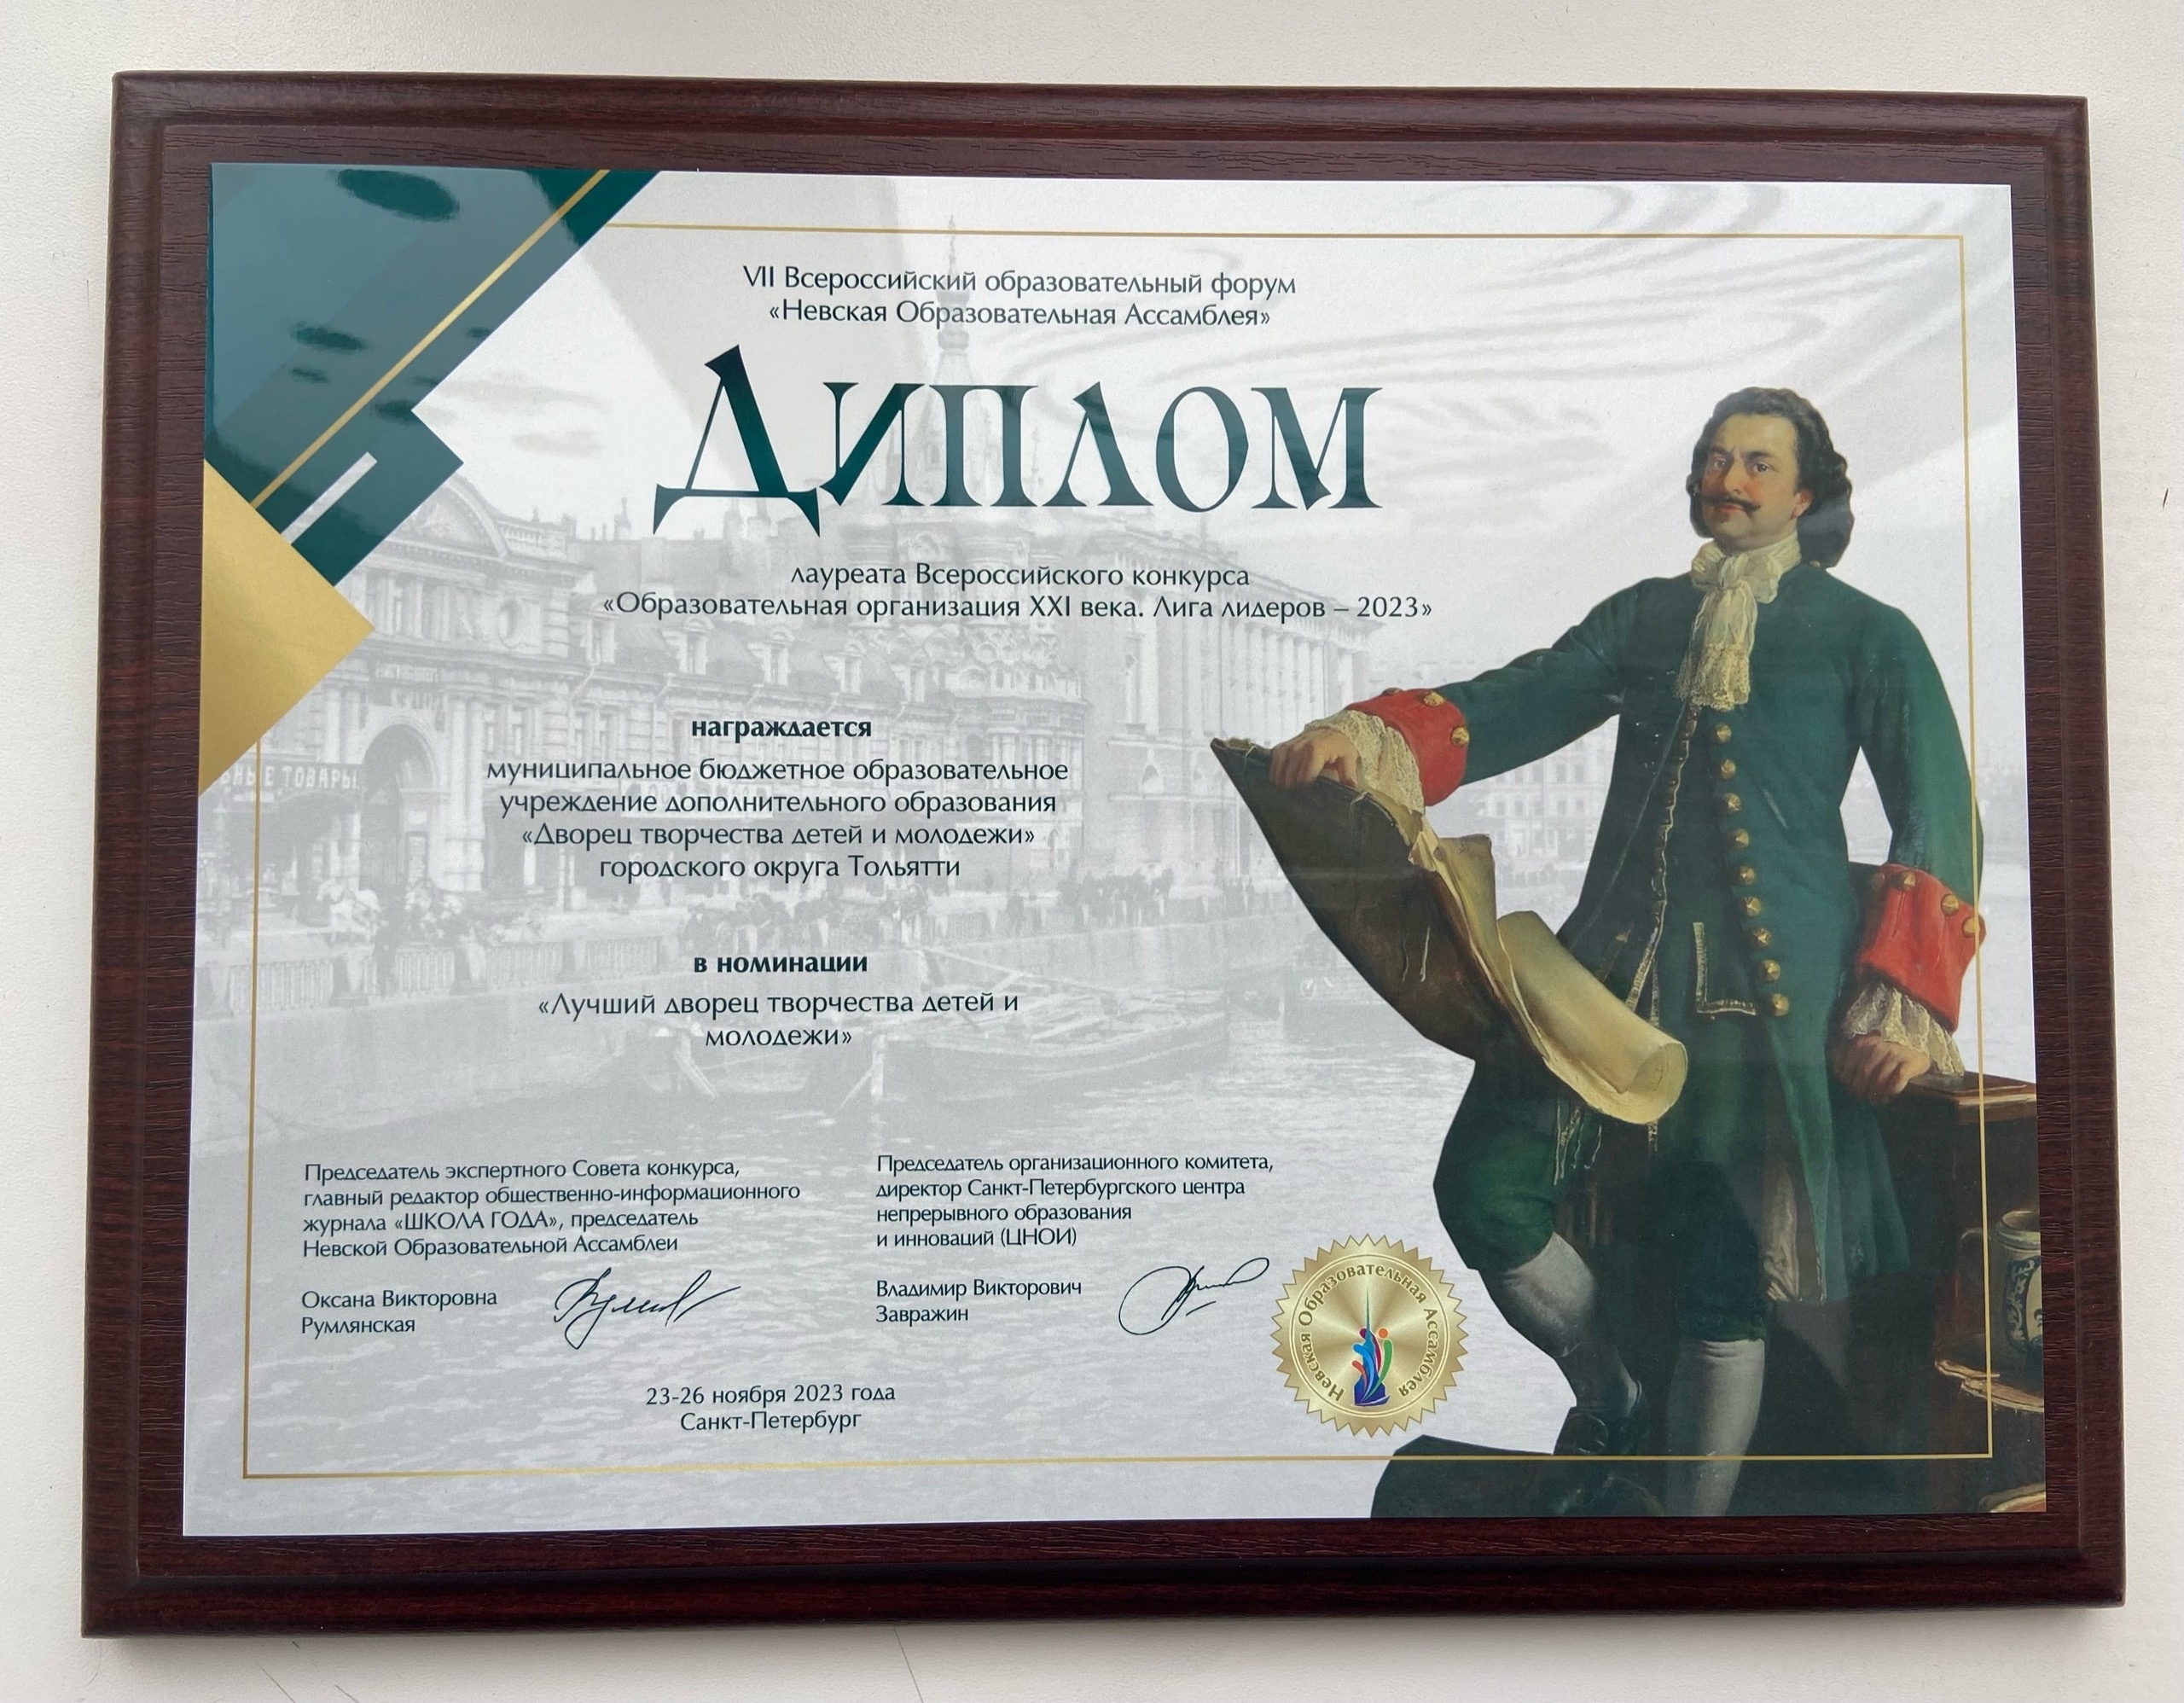 VII Всероссийский образовательный форум
«Невская Образовательная Ассамблея»
ДИПЛОМ
лауреата Всероссийского конкурса
«Образовательная организация XXI века. Лига лидеров – 2023»
награждается
муниципальное бюджетное образовательное
учреждение дополнительного образования
«Дворец творчества детей и молодежи»
городского округа Тольятти
в номинации
«Лучший дворец творчества детей и
молодежи»
Председатель экспертного Совета конкурса,
главный редактор общественно-информационного
журнала «ШКОЛА ГОДА», председатель
Невской Образовательной Ассамблеи
Оксана Викторовна
Румлянская
Председатель организационного комитета,
директор Санкт-Петербургского центра
непрерывного образования
и инноваций (ЦНОИ)
Владимир Викторович
Завражин
Невская Образовательная Ассамблея
23-26 ноября 2023 года
Санкт-Петербург
ТОВАРЫ